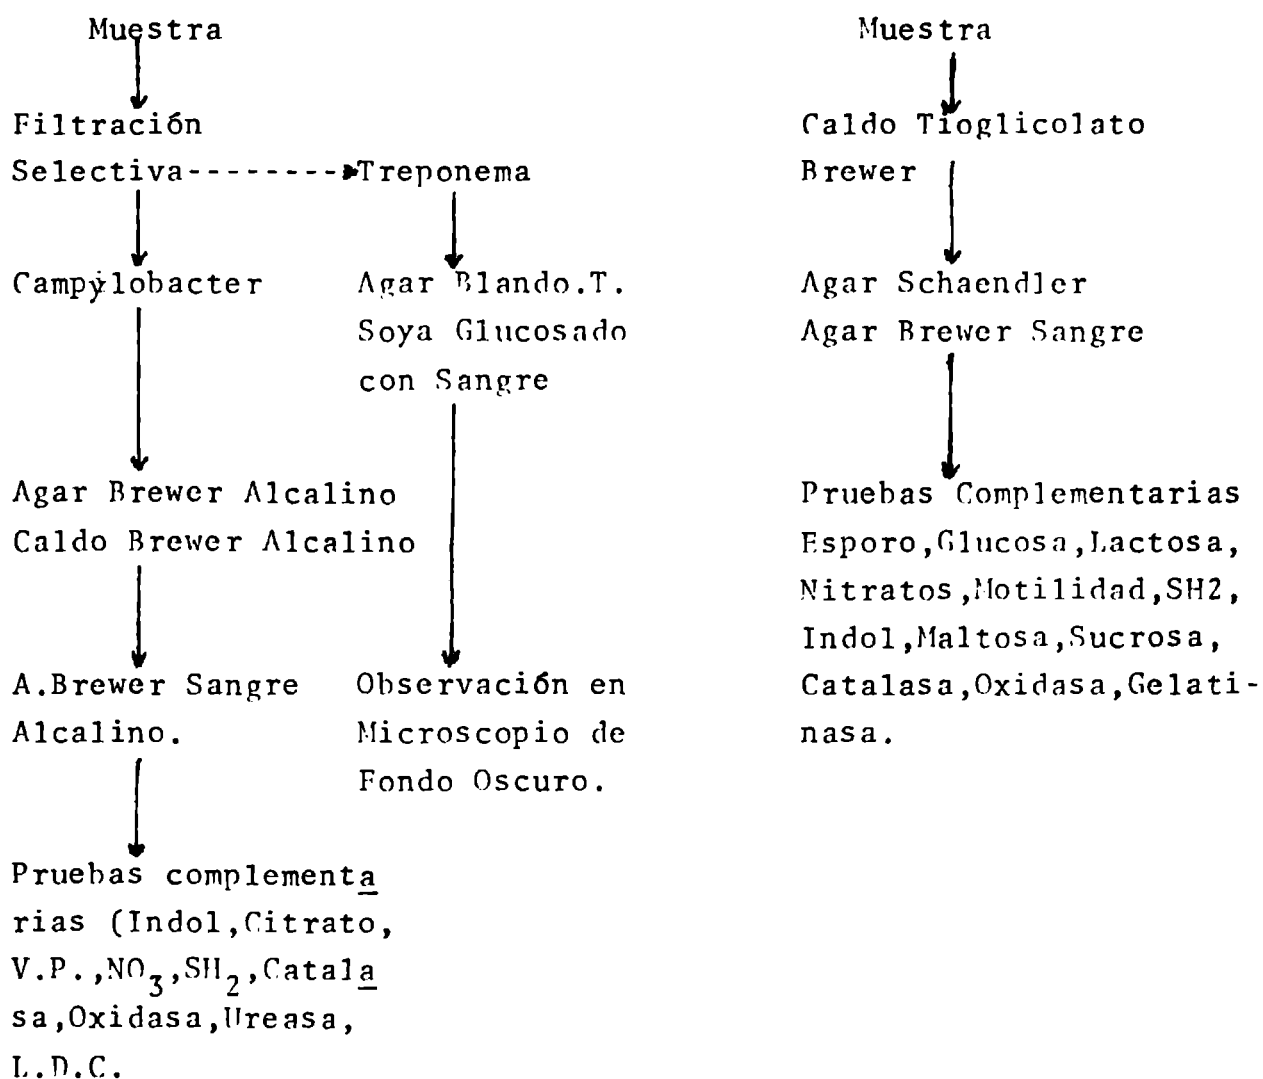 Muestra
Filtración
Selectiva
Treponema
Campylobacter
Agar Blando.T.
Soya Glucosado
con Sangre
Agar Brewer Alcalino
Caldo Brewer Alcalino
A.Brewer Sangre
Alcalino.
Observación en
Microscopio de
Fondo Oscuro.
Pruebas complementa
rias (Indol,Citrato,
V.P.,NO3,SH2,Catala
sa,Oxidasa,Ureasa,
L.D.C.
Muestra
Caldo Tioglicolato
Brewer
Agar Schaendler
Agar Brewer Sangre
Pruebas Complementarias
Esporo,Glucosa,Lactosa,
Nitratos,Motilidad,SH2,
Indol,Maltosa,Sucrosa,
Catalasa,Oxidasa,Gelati-
nasa.